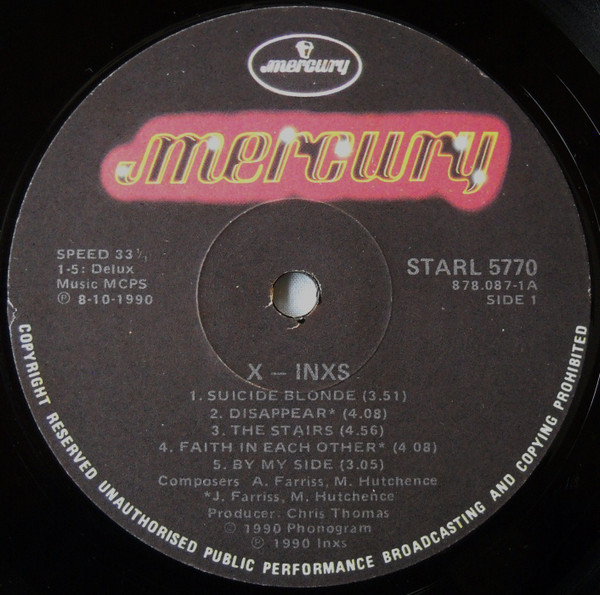 mercury
mercury
SPEED 33⅓
1-5: Delux
Music MCPS
℗ 8-10-1990
STARL 5770
878.087-1A
SIDE 1
X – INXS
1. SUICIDE BLONDE (3.51)
2. DISAPPEAR* (4.08)
3. THE STAIRS (4.56)
4. FAITH IN EACH OTHER* (4 08)
5. BY MY SIDE (3.05)
Composers A. Farriss, M. Hutchence
*J. Farriss, M. Hutchence
Producer: Chris Thomas
© 1990 Phonogram
℗ 1990 Inxs
COPYRIGHT RESERVED UNAUTHORISED PUBLIC PERFORMANCE BROADCASTING AND COPYING PROHIBITED